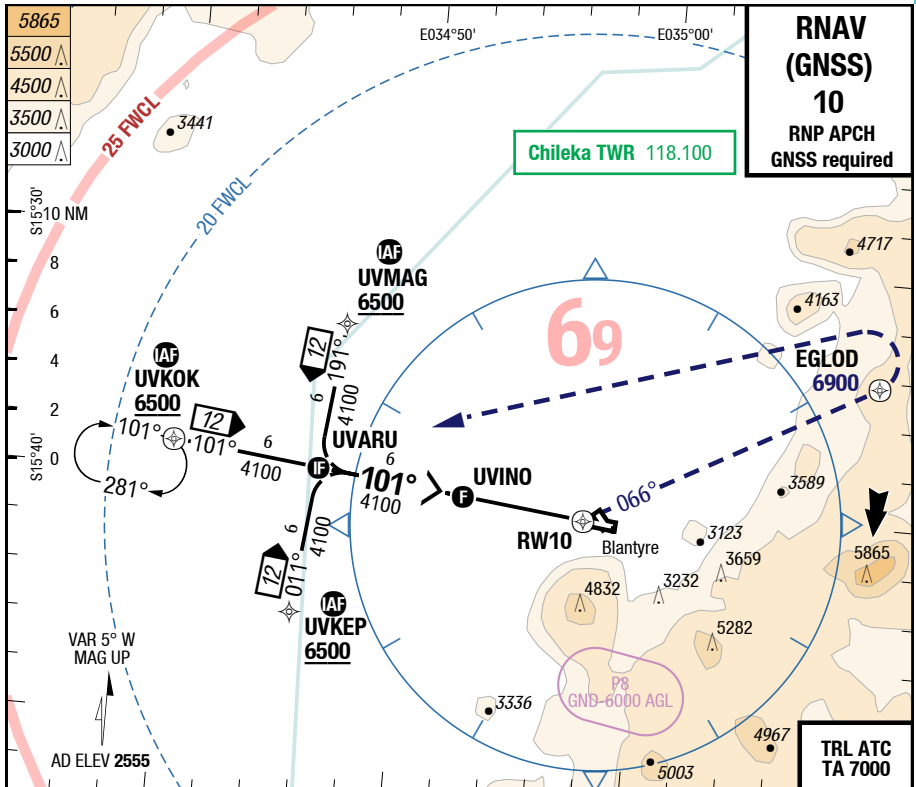 5865
5500
4500
3500
3000
25 FWCL
3441
20 FWCL
E034°50'
E035°00'
RNAV
(GNSS)
10
RNP APCH
GNSS required
Chileka TWR 118.100
S15°30'
10 NM
8
6
4
2
0
S15°40'
IAF
UVMAG
6500
12
191°
6
4100
69
4717
4163
EGLOD
6900
IAF
UVKOK
6500
12
101°
101°
281°
6
4100
UVARU
IF
6
101°
4100
UVINO
F
066°
RW10
Blantyre
3589
3123
3659
3232
5865
4832
5282
6
4100
12
011°
IAF
UVKEP
6500
VAR 5° W
MAG UP
AD ELEV 2555
P8
GND-6000 AGL
3336
4967
5003
TRL ATC
TA 7000